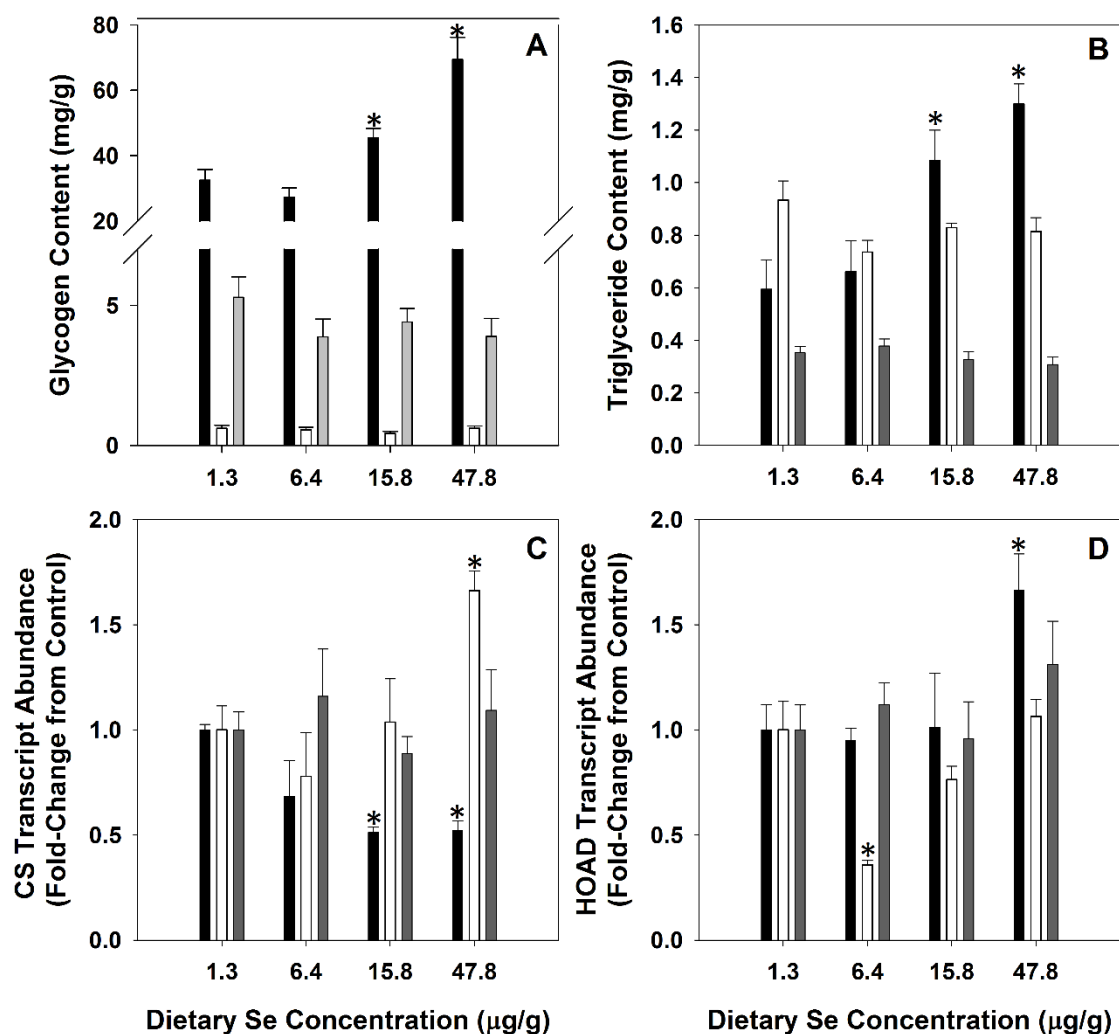 A
Glycogen Content (mg/g)
80
60
40
20
5
0
*
*
1.3 6.4 15.8 47.8
B
Triglyceride Content (mg/g)
1.6
1.4
1.2
1.0
0.8
0.6
0.4
0.2
0.0
*
*
1.3 6.4 15.8 47.8
C
CS Transcript Abundance
(Fold-Change from Control)
2.0
1.5
1.0
0.5
0.0
*
*
*
1.3 6.4 15.8 47.8
Dietary Se Concentration (µg/g)
D
HOAD Transcript Abundance
(Fold-Change from Control)
2.0
1.5
1.0
0.5
0.0
*
*
1.3 6.4 15.8 47.8
Dietary Se Concentration (µg/g)